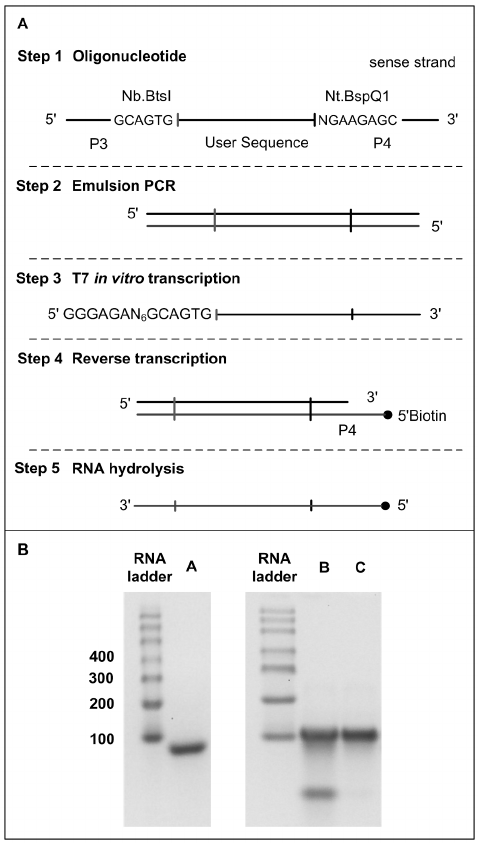 A
Step 1 Oligonucleotide
sense strand
Nb.BtsI Nt.BspQ1
5' GCAGTG NGAAGAGC 3'
P3 User Sequence P4
Step 2 Emulsion PCR
5'
5'
Step 3 T7 in vitro transcription
5' GGGAGAN₆GCAGTG 3'
Step 4 Reverse transcription
5' 3'
5'Biotin
P4
Step 5 RNA hydrolysis
3' 5'
B
RNA ladder A RNA ladder B C
400
300
200
100